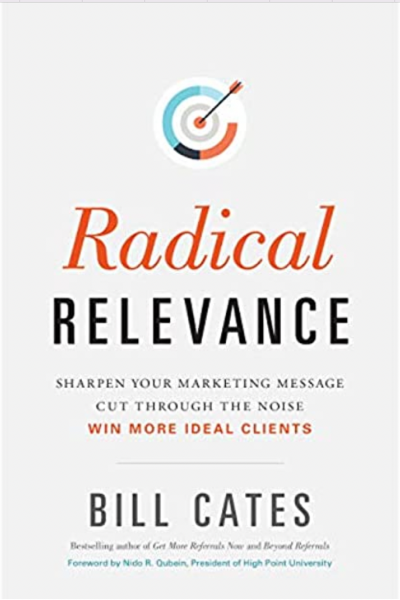 Radical
RELEVANCE
SHARPEN YOUR MARKETING MESSAGE
CUT THROUGH THE NOISE
WIN MORE IDEAL CLIENTS
BILL CATES
Bestselling author of Get More Referrals Now and Beyond Referrals
Foreword by Nido R. Qubein, President of High Point University